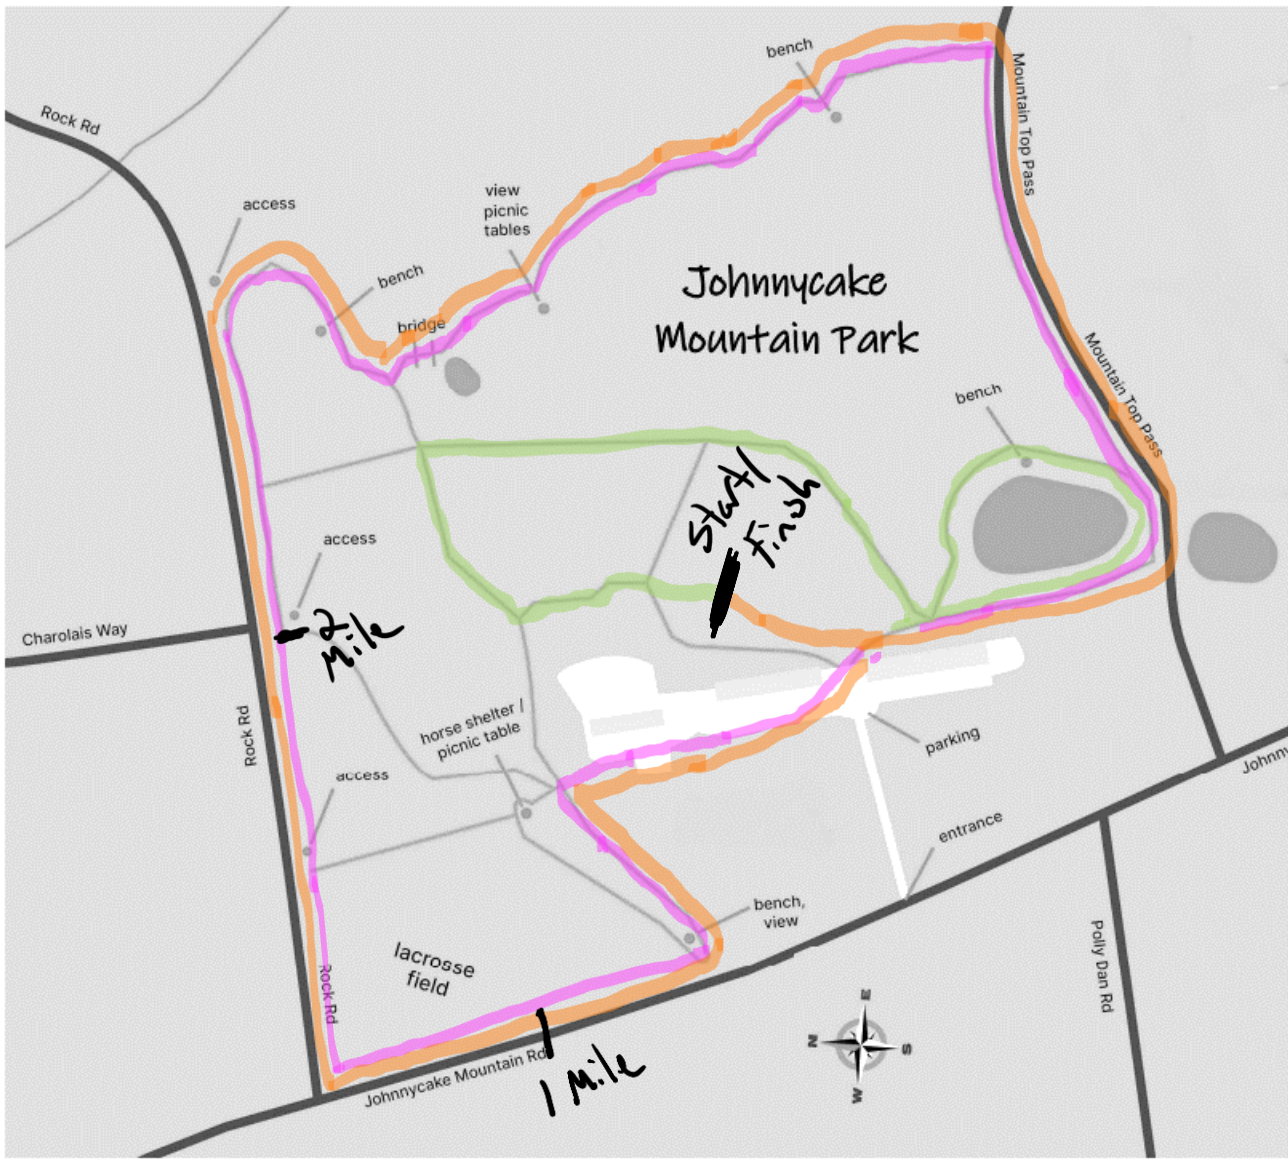 bench
Rock Rd
Mountain Top Pass
access
view
picnic
tables
bench
bridge
Johnnycake
Mountain Park
Mountain Top Pass
bench
Start/
Finish
access
2
Mile
Charolais Way
Rock Rd
horse shelter /
picnic table
parking
access
Johnny
entrance
bench,
view
Polly Dan Rd
lacrosse
field
Rock Rd
E
N
S
W
Johnnycake Mountain Rd
1 Mile